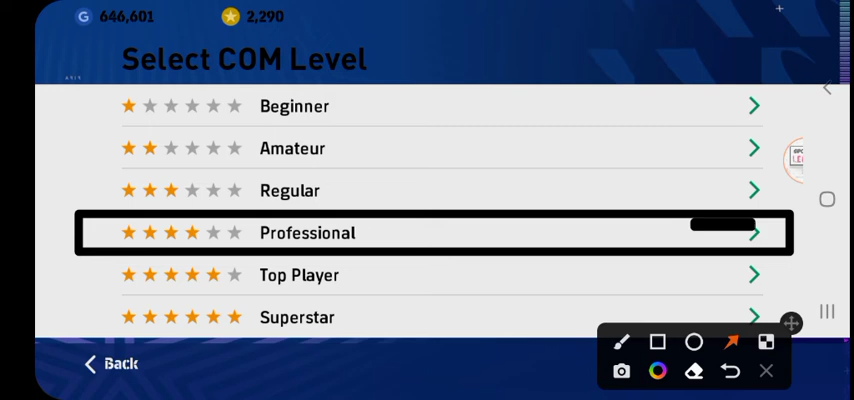 646,601 2,290
Select COM Level
Beginner
Amateur
Regular
Professional
Top Player
Superstar
Back